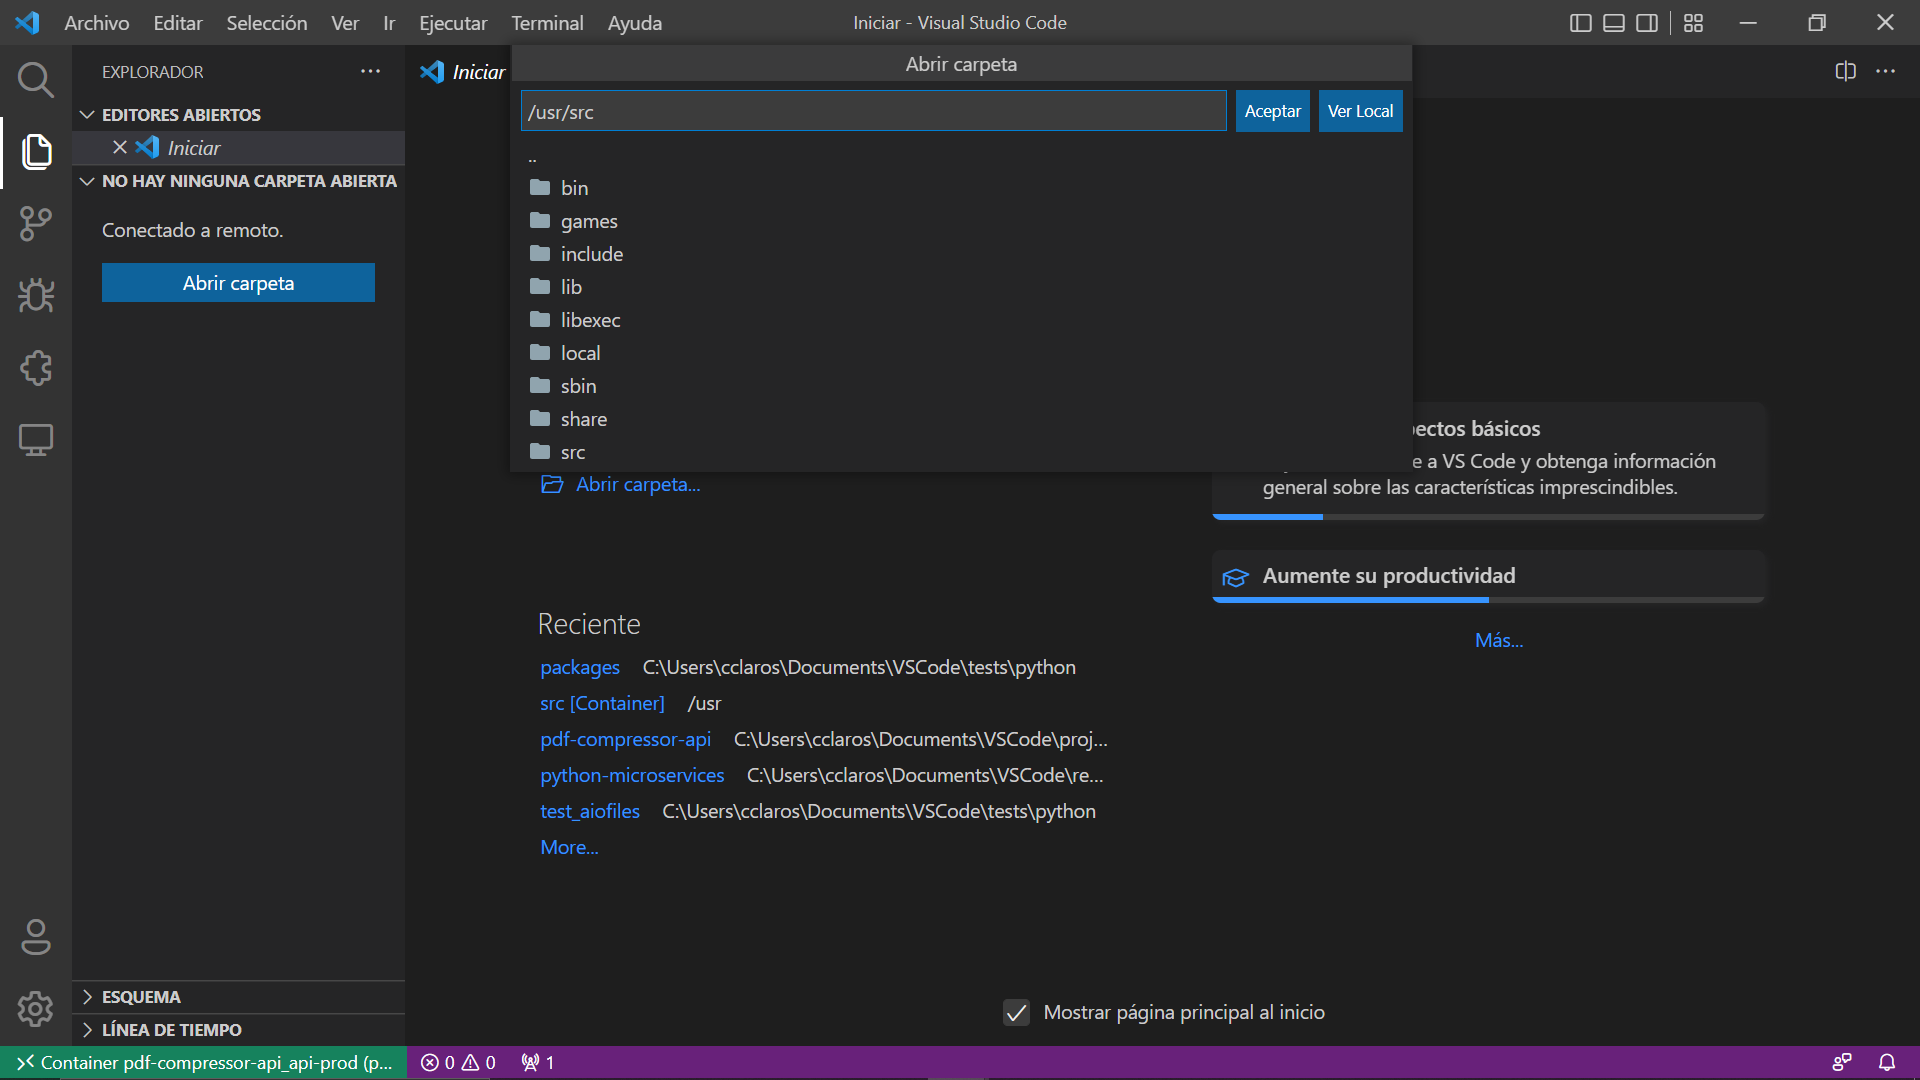 Archivo Editar Selección Ver Ir Ejecutar Terminal Ayuda
Iniciar - Visual Studio Code
EXPLORADOR
EDITORES ABIERTOS
Iniciar
NO HAY NINGUNA CARPETA ABIERTA
Conectado a remoto.
Abrir carpeta
ESQUEMA
LÍNEA DE TIEMPO
Iniciar
Abrir carpeta
/usr/src
Aceptar
Ver Local
..
bin
games
include
lib
libexec
local
sbin
share
src
Abrir carpeta...
Reciente
packages C:\Users\cclaros\Documents\VSCode\tests\python
src [Container] /usr
pdf-compressor-api C:\Users\cclaros\Documents\VSCode\proj...
python-microservices C:\Users\cclaros\Documents\VSCode\re...
test_aiofiles C:\Users\cclaros\Documents\VSCode\tests\python
More...
ectos básicos
e a VS Code y obtenga información
general sobre las características imprescindibles.
Aumente su productividad
Más...
Mostrar página principal al inicio
Container pdf-compressor-api_api-prod (p...
0 0 1